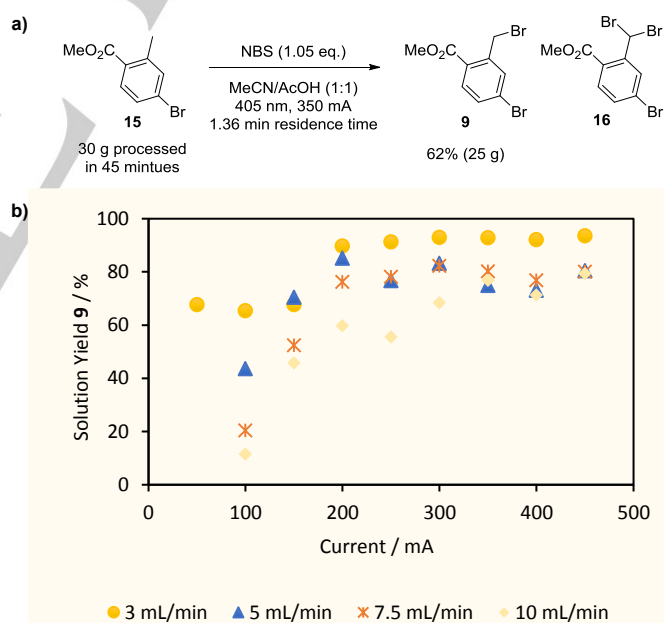 a)
MeO2C
Br
15
30 g processed
in 45 mintues
NBS (1.05 eq.)
MeCN/AcOH (1:1)
405 nm, 350 mA
1.36 min residence time
Br
MeO2C
Br
9
62% (25 g)
Br
Br
MeO2C
Br
16
b)
Solution Yield 9 / %
100
80
60
40
20
0
0
100
200
300
400
500
Current / mA
3 mL/min
5 mL/min
7.5 mL/min
10 mL/min